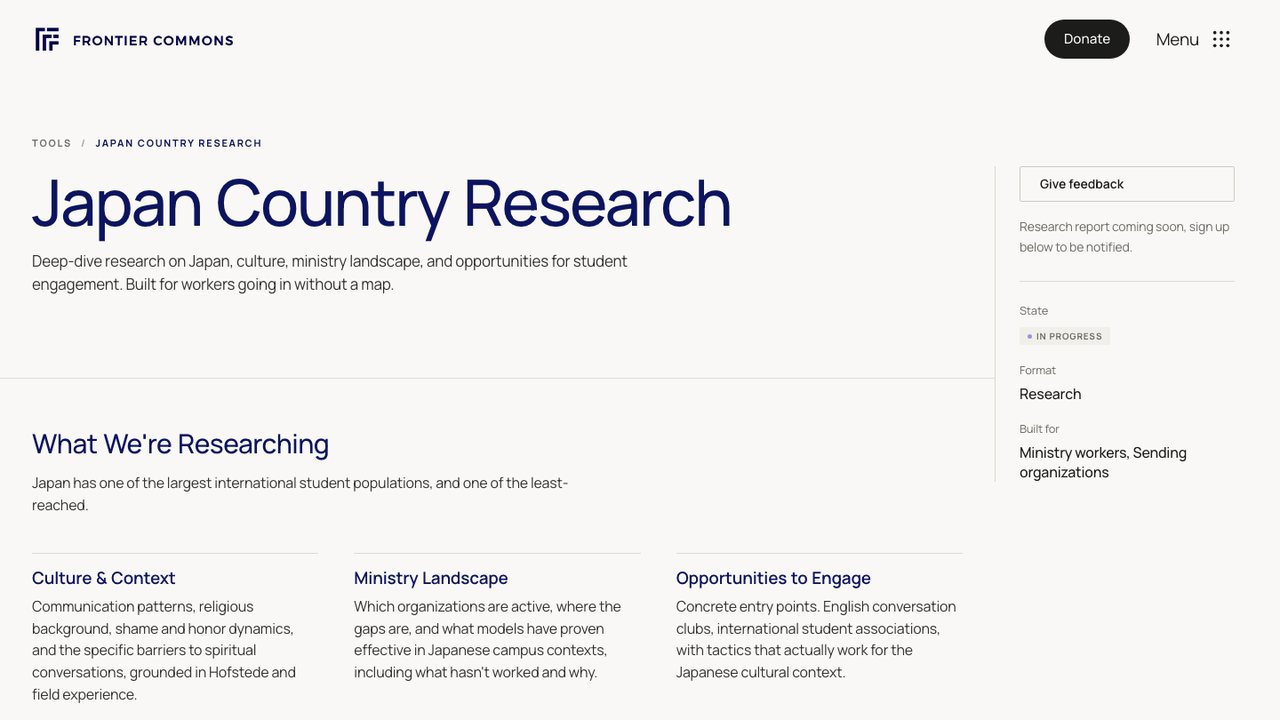 FRONTIER COMMONS
Donate
Menu
TOOLS / JAPAN COUNTRY RESEARCH
Japan Country Research
Deep-dive research on Japan, culture, ministry landscape, and opportunities for student
engagement. Built for workers going in without a map.
Give feedback
Research report coming soon, sign up
below to be notified.
State
IN PROGRESS
Format
Research
Built for
Ministry workers, Sending
organizations
What We're Researching
Japan has one of the largest international student populations, and one of the least-
reached.
Culture & Context
Communication patterns, religious
background, shame and honor dynamics,
and the specific barriers to spiritual
conversations, grounded in Hofstede and
field experience.
Ministry Landscape
Which organizations are active, where the
gaps are, and what models have proven
effective in Japanese campus contexts,
including what hasn't worked and why.
Opportunities to Engage
Concrete entry points. English conversation
clubs, international student associations,
with tactics that actually work for the
Japanese cultural context.